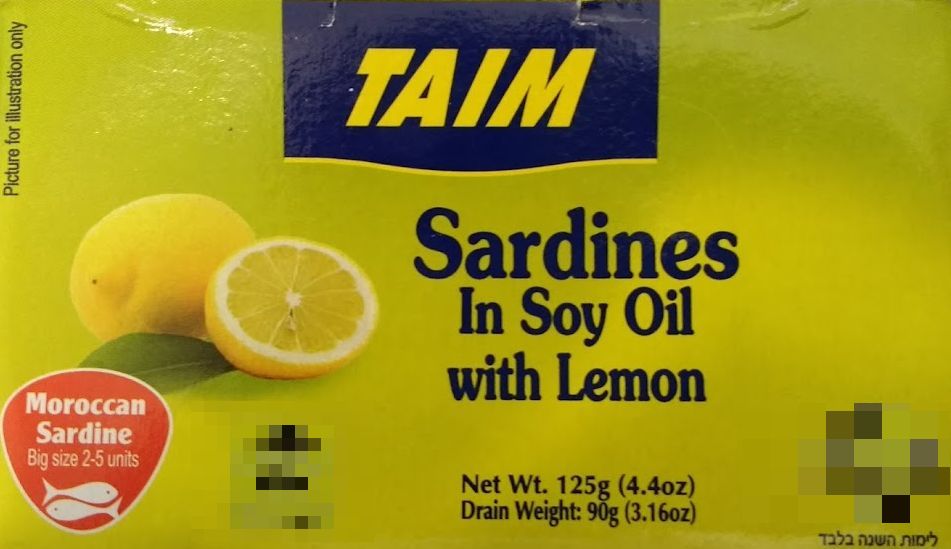 Picture for illustration only
TAIM
Sardines
In Soy Oil
with Lemon
Moroccan
Sardine
Big size 2-5 units
Net Wt. 125g (4.4oz)
Drain Weight: 90g (3.16oz)
לימות השנה בלבד